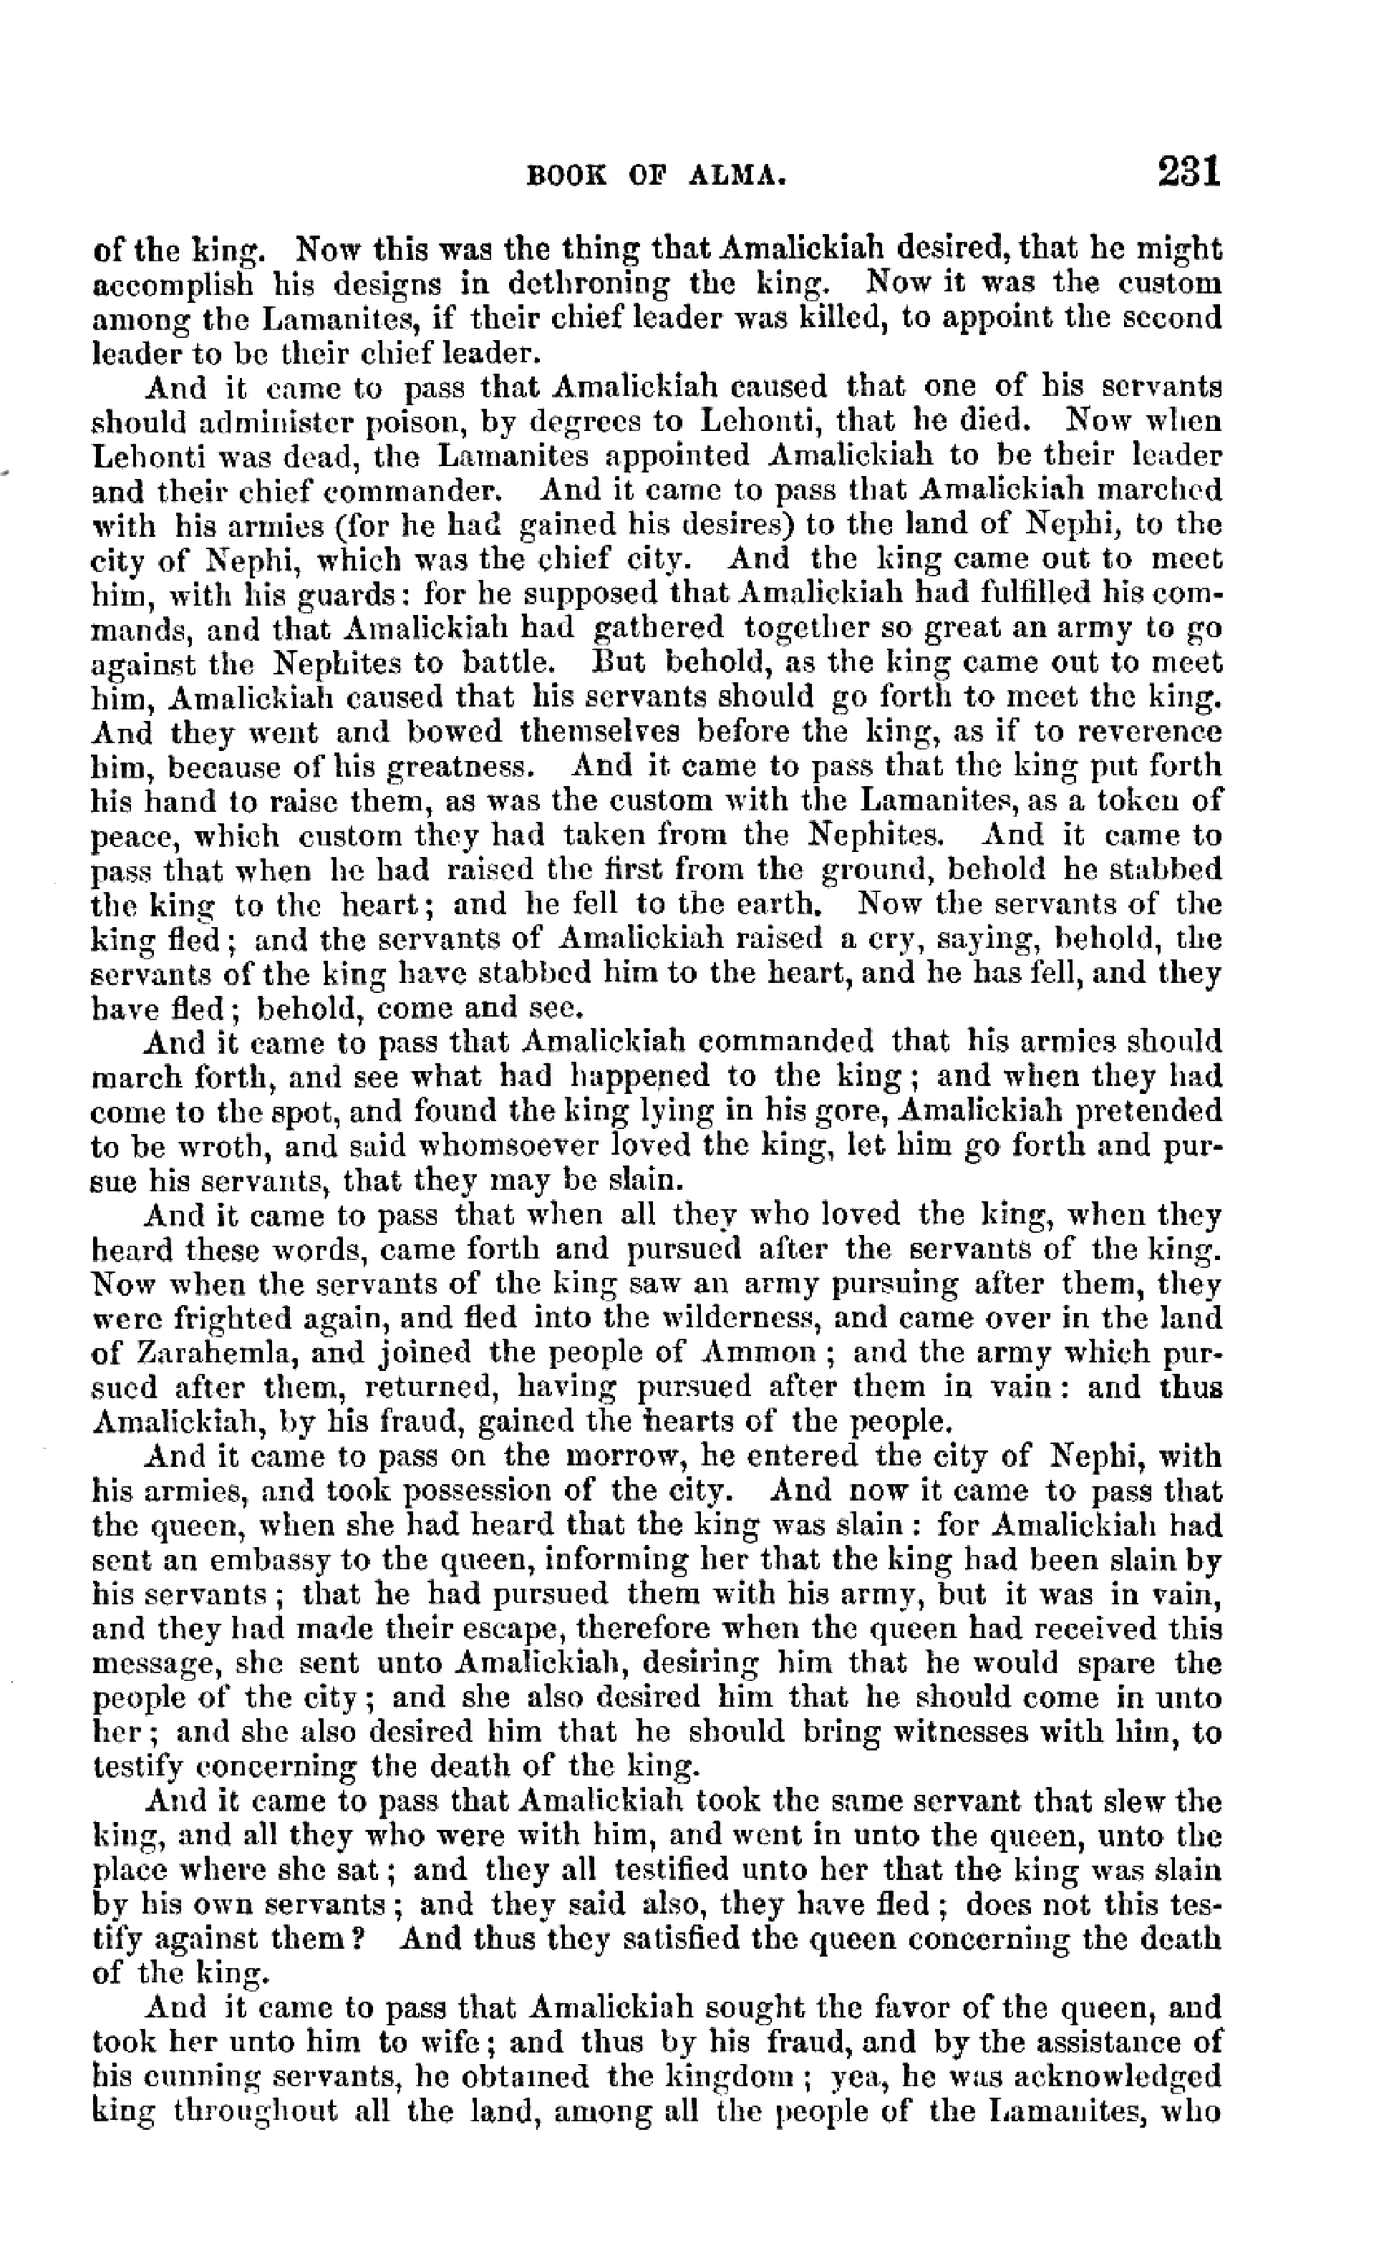 BOOK OF ALMA. 231
of the king. Now this was the thing that Amalickiah desired, that he might
accomplish his designs in dethroning the king. Now it was the custom
among the Lamanites, if their chief leader was killed, to appoint the second
leader to be their chief leader.
And it came to pass that Amalickiah caused that one of his servants
should administer poison, by degrees to Lehonti, that he died. Now when
Lehonti was dead, the Lamanites appointed Amalickiah to be their leader
and their chief commander. And it came to pass that Amalickiah marched
with his armies (for he had gained his desires) to the land of Nephi, to the
city of Nephi, which was the chief city. And the king came out to meet
him, with his guards: for he supposed that Amalickiah had fulfilled his com-
mands, and that Amalickiah had gathered together so great an army to go
against the Nephites to battle. But behold, as the king came out to meet
him, Amalickiah caused that his servants should go forth to meet the king.
And they went and bowed themselves before the king, as if to reverence
him, because of his greatness. And it came to pass that the king put forth
his hand to raise them, as was the custom with the Lamanites, as a token of
peace, which custom they had taken from the Nephites. And it came to
pass that when he had raised the first from the ground, behold he stabbed
the king to the heart; and he fell to the earth. Now the servants of the
king fled; and the servants of Amalickiah raised a cry, saying, behold, the
servants of the king have stabbed him to the heart, and he has fell, and they
have fled; behold, come and see.
And it came to pass that Amalickiah commanded that his armies should
march forth, and see what had happened to the king; and when they had
come to the spot, and found the king lying in his gore, Amalickiah pretended
to be wroth, and said whomsoever loved the king, let him go forth and pur-
sue his servants, that they may be slain.
And it came to pass that when all they who loved the king, when they
heard these words, came forth and pursued after the servants of the king.
Now when the servants of the king saw an army pursuing after them, they
were frighted again, and fled into the wilderness, and came over in the land
of Zarahemla, and joined the people of Ammon; and the army which pur-
sued after them, returned, having pursued after them in vain: and thus
Amalickiah, by his fraud, gained the hearts of the people.
And it came to pass on the morrow, he entered the city of Nephi, with
his armies, and took possession of the city. And now it came to pass that
the queen, when she had heard that the king was slain: for Amalickiah had
sent an embassy to the queen, informing her that the king had been slain by
his servants; that he had pursued them with his army, but it was in vain,
and they had made their escape, therefore when the queen had received this
message, she sent unto Amalickiah, desiring him that he would spare the
people of the city; and she also desired him that he should come in unto
her; and she also desired him that he should bring witnesses with him, to
testify concerning the death of the king.
And it came to pass that Amalickiah took the same servant that slew the
king, and all they who were with him, and went in unto the queen, unto the
place where she sat; and they all testified unto her that the king was slain
by his own servants; and they said also, they have fled; does not this tes-
tify against them? And thus they satisfied the queen concerning the death
of the king.
And it came to pass that Amalickiah sought the favor of the queen, and
took her unto him to wife; and thus by his fraud, and by the assistance of
his cunning servants, he obtained the kingdom; yea, he was acknowledged
king throughout all the land, among all the people of the Lamanites, who